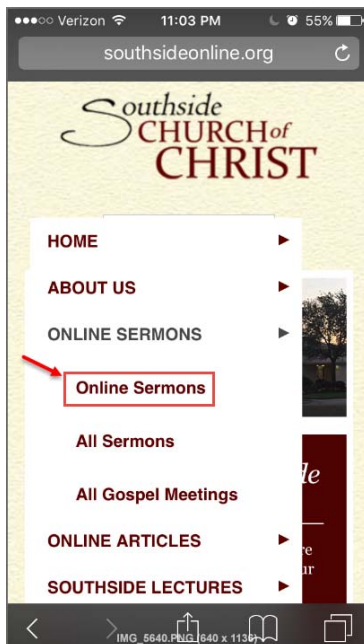 Verizon 11:03 PM 55%
southsideonline.org
Southside
CHURCH of
CHRIST
HOME
ABOUT US
ONLINE SERMONS
Online Sermons
All Sermons
All Gospel Meetings
ONLINE ARTICLES
SOUTHSIDE LECTURES
IMG_5640.PNG (640 x 1136)